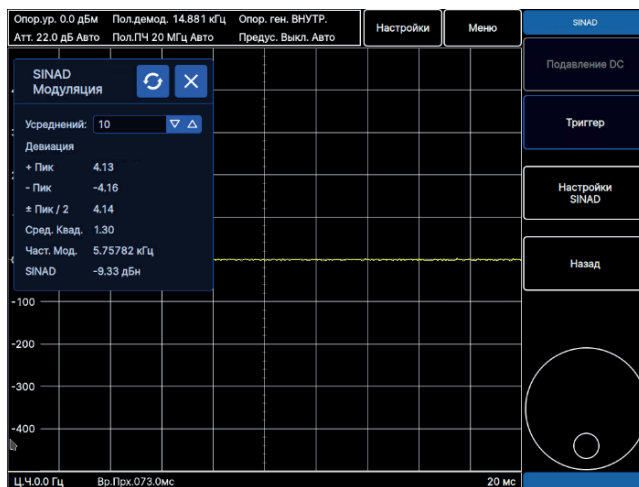 Опор.ур. 0.0 дБм Пол.демод. 14.881 кГц Опор. ген. ВНУТР.
Атт. 22.0 дБ Авто Пол.ПЧ 20 МГц Авто Предус. Выкл. Авто
Настройки
Меню
SINAD
SINAD
Модуляция
Усреднений: 10
Девиация
+ Пик 4.13
- Пик -4.16
± Пик / 2 4.14
Сред. Квад. 1.30
Част. Мод. 5.75782 кГц
SINAD -9.33 дБн
-100
-200
-300
-400
Ц.Ч.0.0 Гц Вр.Прх.073.0мс 20 мс
Подавление DC
Триггер
Настройки
SINAD
Назад